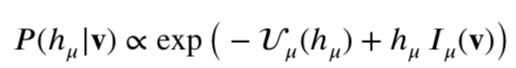 P(h_μ|𝐯) ∝ exp ( − 𝒰_μ(h_μ) + h_μ I_μ(𝐯))